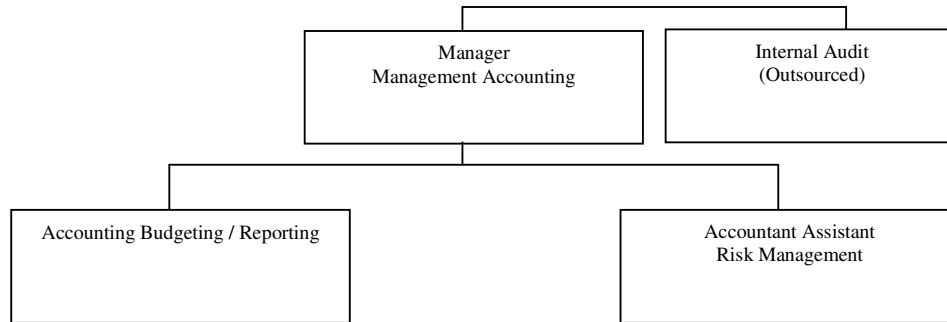 Manager
Management Accounting
Internal Audit
(Outsourced)
Accounting Budgeting / Reporting
Accountant Assistant
Risk Management